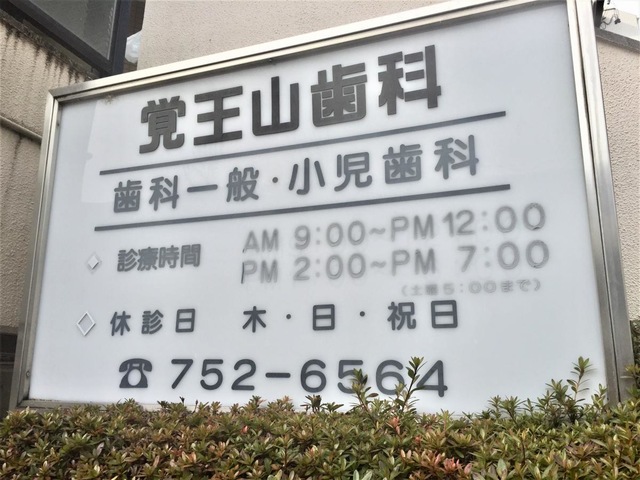 覚王山歯科
歯科一般・小児歯科
◇ 診療時間 AM 9:00~PM 12:00
PM 2:00~PM 7:00
(土曜5:00まで)
◇ 休診日 木・日・祝日
☎752-6564